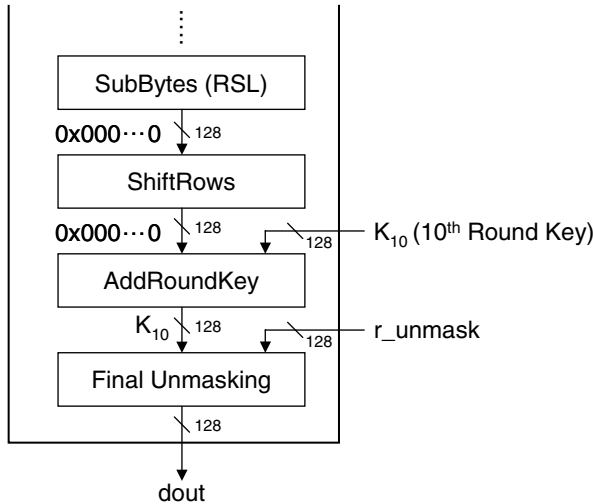 SubBytes (RSL)
0x000···0 128
ShiftRows
0x000···0 128
128 K10 (10th Round Key)
AddRoundKey
K10 128
128 r_unmask
Final Unmasking
128
dout